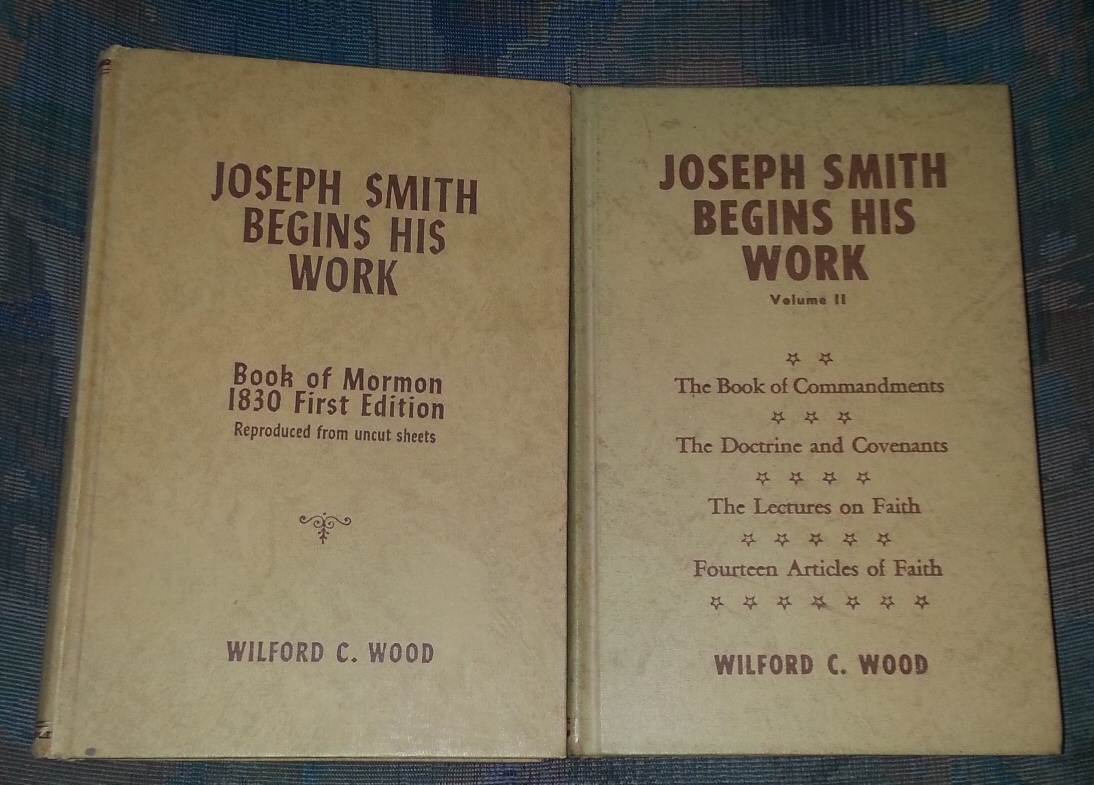 JOSEPH SMITH
BEGINS HIS
WORK
Book of Mormon
1830 First Edition
Reproduced from uncut sheets
WILFORD C. WOOD
JOSEPH SMITH
BEGINS HIS
WORK
Volume II
The Book of Commandments
The Doctrine and Covenants
The Lectures on Faith
Fourteen Articles of Faith
WILFORD C. WOOD